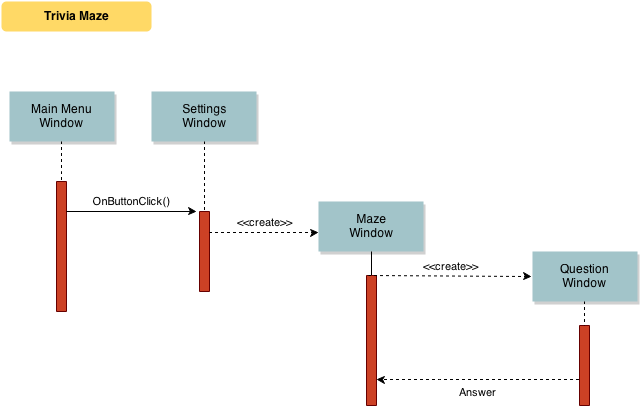 Trivia Maze
Main Menu
Window
Settings
Window
OnButtonClick()
<<create>>
Maze
Window
<<create>>
Question
Window
Answer